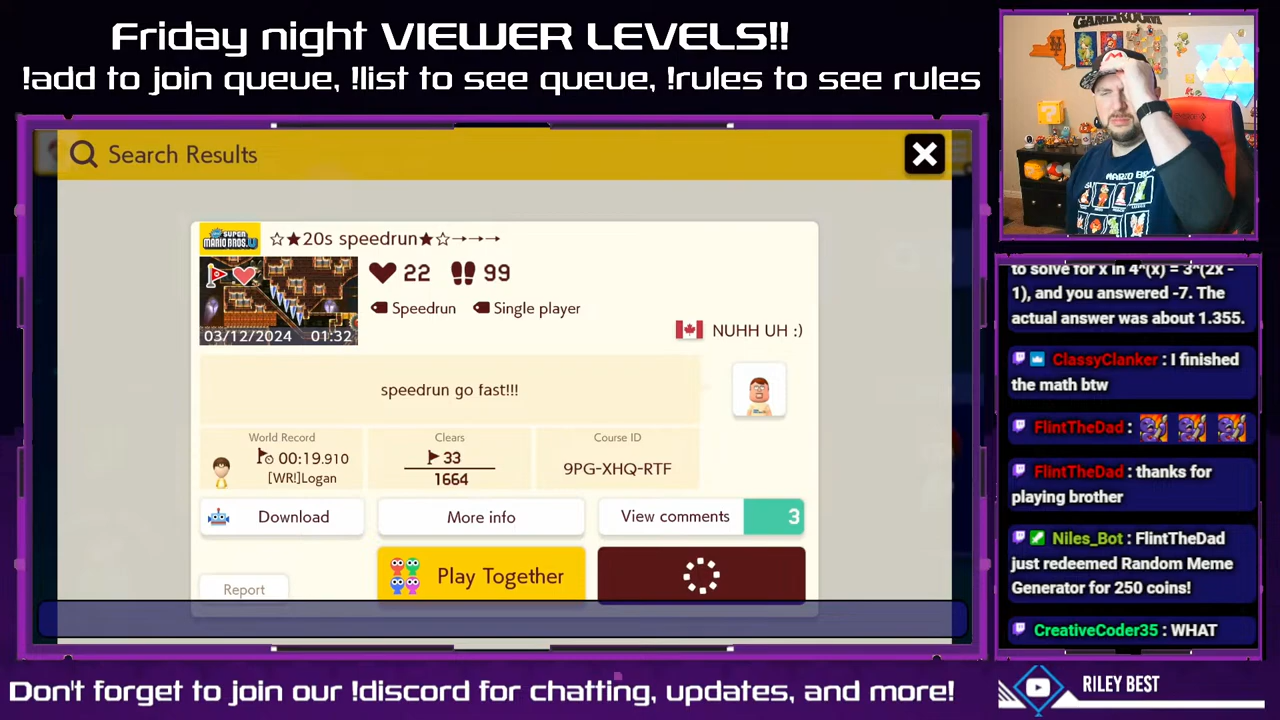 Friday night VIEWER LEVELS!!
!add to join queue, !list to see queue, !rules to see rules
Search Results
SUPER MARIO BROS. U
☆★20s speedrun★☆→→→
22 99
Speedrun Single player
03/12/2024 01:32
NUHH UH :)
speedrun go fast!!!
World Record
00:19.910
[WR!]Logan
Clears
33
1664
Course ID
9PG-XHQ-RTF
Download
More info
View comments 3
Play Together
Report
GAMEROOM
MARIO
to solve for x in 4^(x) = 3^(2x -
1), and you answered -7. The
actual answer was about 1.355.
ClassyClanker : I finished
the math btw
FlintTheDad :
FlintTheDad : thanks for
playing brother
Niles_Bot : FlintTheDad
just redeemed Random Meme
Generator for 250 coins!
CreativeCoder35 : WHAT
Don't forget to join our !discord for chatting, updates, and more!
RILEY BEST